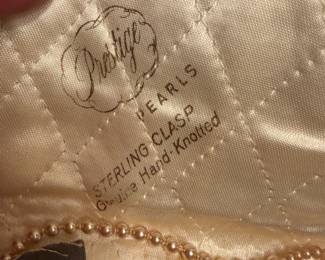 Prestige
PEARLS
STERLING CLASP
Genuine Hand-Knotted